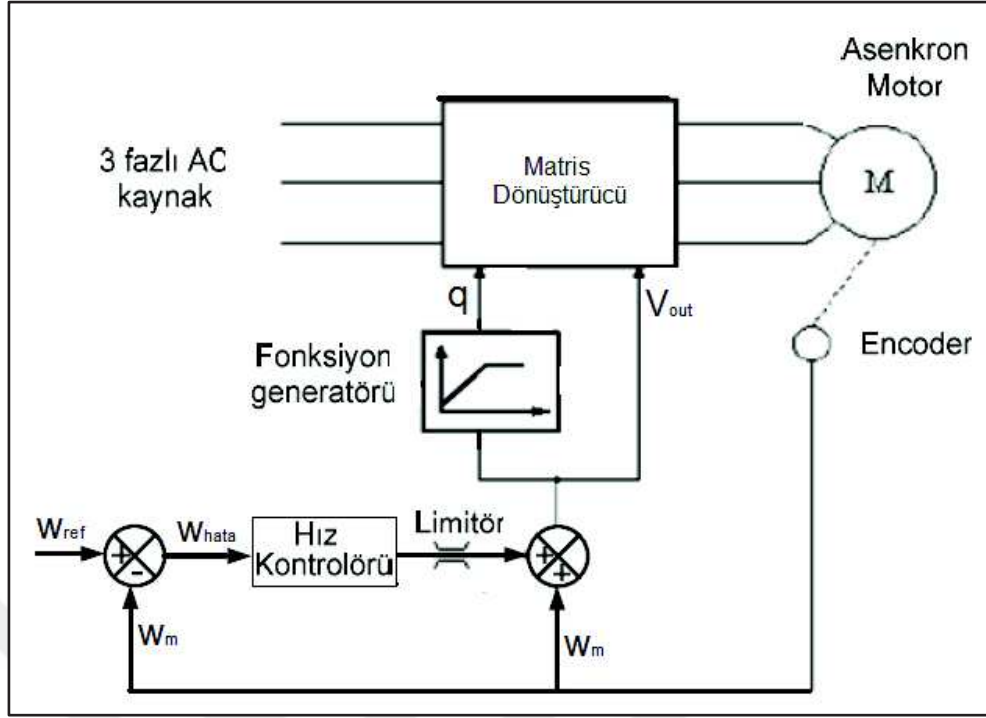 Asenkron
Motor
3 fazlı AC
kaynak
Matris
Dönüştürücü
M
q
Vout
Fonksiyon
generatörü
Encoder
Wref
+
-
Whata
Hız
Kontrolörü
Limitör
+
+
Wm
Wm